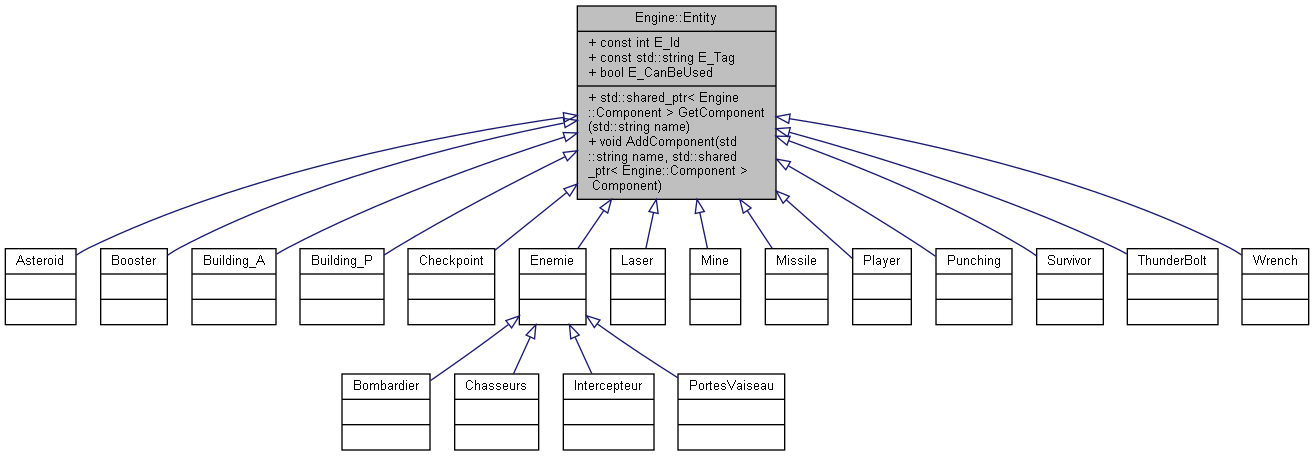 Engine::Entity
+ const int E_Id
+ const std::string E_Tag
+ bool E_CanBeUsed
+ std::shared_ptr< Engine
::Component > GetComponent
(std::string name)
+ void AddComponent(std
::string name, std::shared
_ptr< Engine::Component >
Component)
Asteroid
Booster
Building_A
Building_P
Checkpoint
Enemie
Laser
Mine
Missile
Player
Punching
Survivor
ThunderBolt
Wrench
Bombardier
Chasseurs
Intercepteur
PortesVaiseau